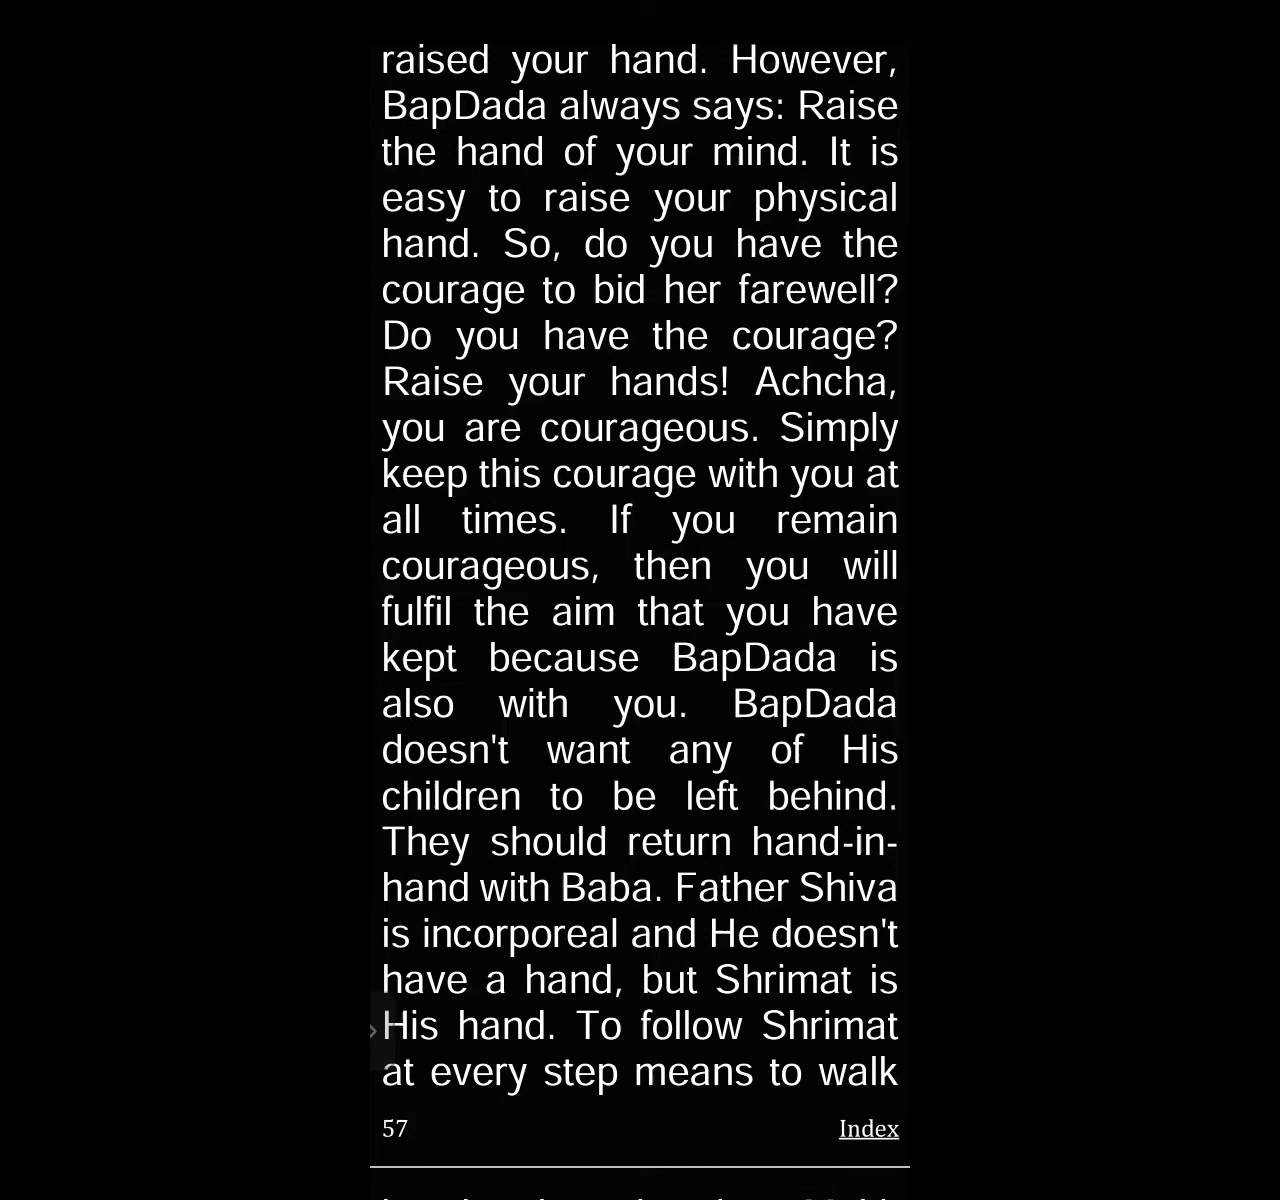 raised your hand. However,
BapDada always says: Raise
the hand of your mind. It is
easy to raise your physical
hand. So, do you have the
courage to bid her farewell?
Do you have the courage?
Raise your hands! Achcha,
you are courageous. Simply
keep this courage with you at
all times. If you remain
courageous, then you will
fulfil the aim that you have
kept because BapDada is
also with you. BapDada
doesn't want any of His
children to be left behind.
They should return hand-in-
hand with Baba. Father Shiva
is incorporeal and He doesn't
have a hand, but Shrimat is
His hand. To follow Shrimat
at every step means to walk
57 Index